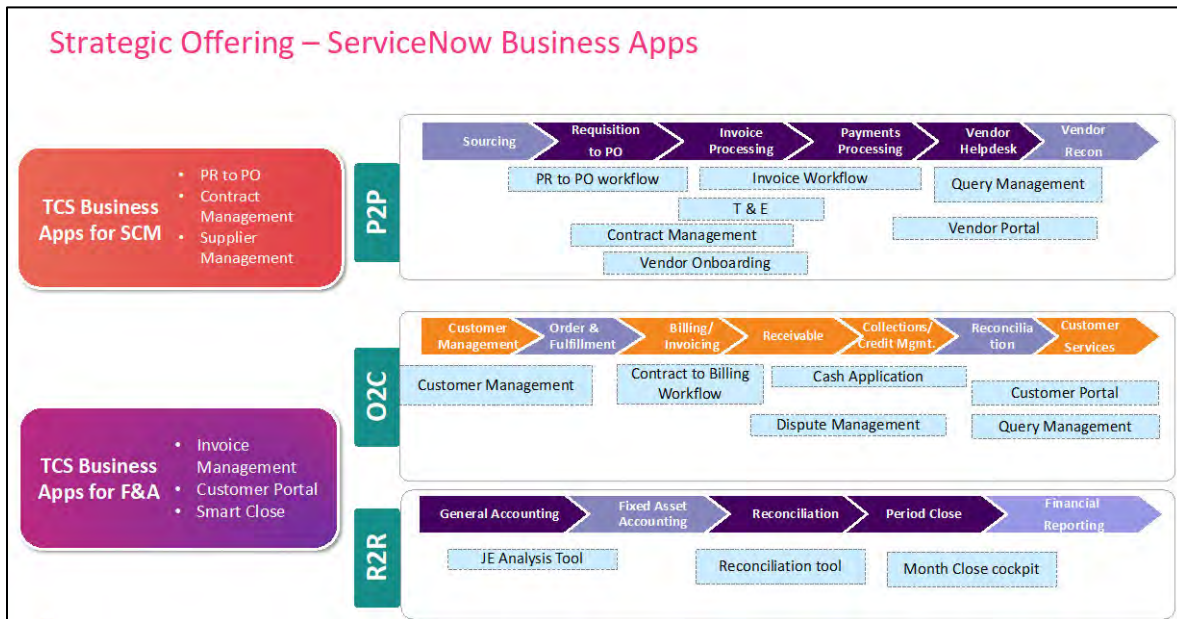 Strategic Offering – ServiceNow Business Apps
TCS Business
Apps for SCM
• PR to PO
• Contract
Management
• Supplier
Management
P2P
Sourcing
Requisition
to PO
Invoice
Processing
Payments
Processing
Vendor
Helpdesk
Vendor
Recon
PR to PO workflow
Invoice Workflow
Query Management
T & E
Contract Management
Vendor Portal
Vendor Onboarding
O2C
Customer
Management
Order &
Fulfillment
Billing/
Invoicing
Receivable
Collections/
Credit Mgmt.
Reconcilia
tion
Customer
Services
Customer Management
Contract to Billing
Workflow
Cash Application
Customer Portal
Dispute Management
Query Management
TCS Business
Apps for F&A
• Invoice
Management
• Customer Portal
• Smart Close
R2R
General Accounting
Fixed Asset
Accounting
Reconciliation
Period Close
Financial
Reporting
JE Analysis Tool
Reconciliation tool
Month Close cockpit